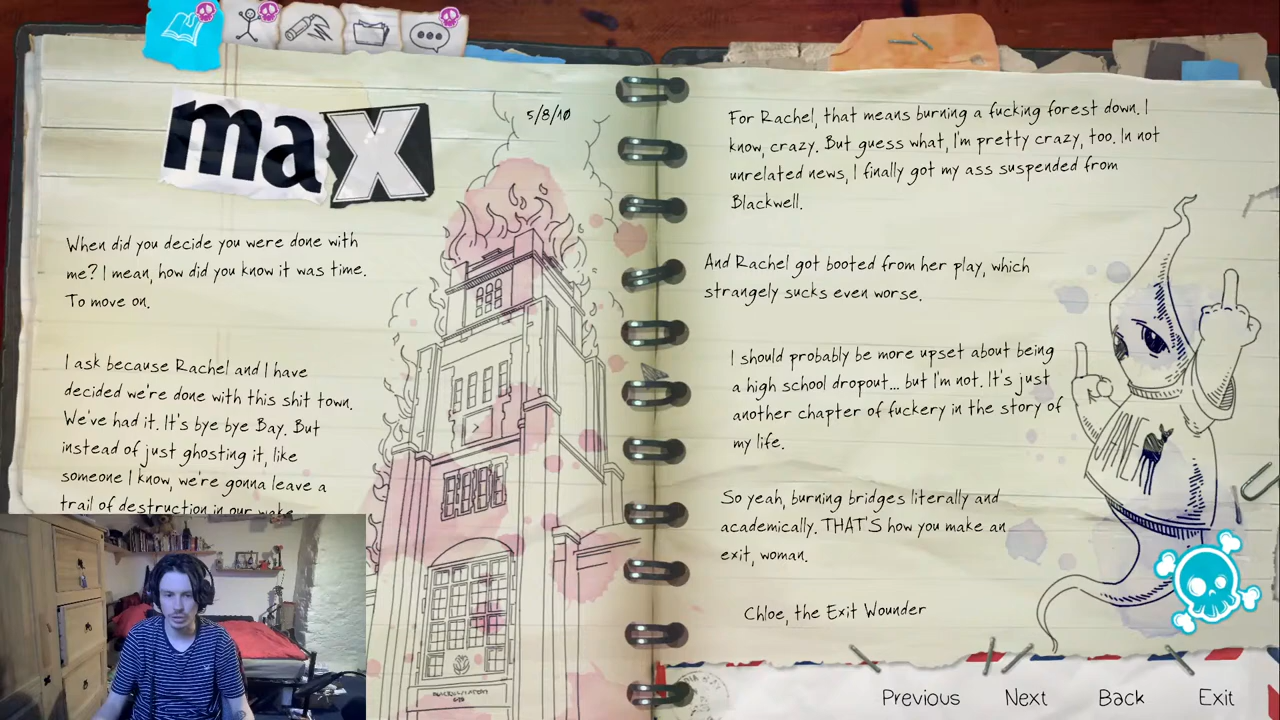 max
5/8/10
When did you decide you were done with
me? I mean, how did you know it was time.
To move on.
I ask because Rachel and I have
decided we're done with this shit town.
We've had it. It's bye bye Bay. But
instead of just ghosting it, like
someone I know, we're gonna leave a
trail of destruction in our wake.
For Rachel, that means burning a fucking forest down. I
know, crazy. But guess what, I'm pretty crazy, too. In not
unrelated news, I finally got my ass suspended from
Blackwell.
And Rachel got booted from her play, which
strangely sucks even worse.
I should probably be more upset about being
a high school dropout... but I'm not. It's just
another chapter of fuckery in the story of
my life.
So yeah, burning bridges literally and
academically. THAT'S how you make an
exit, woman.
Chloe, the Exit Wounder
Previous Next Back Exit